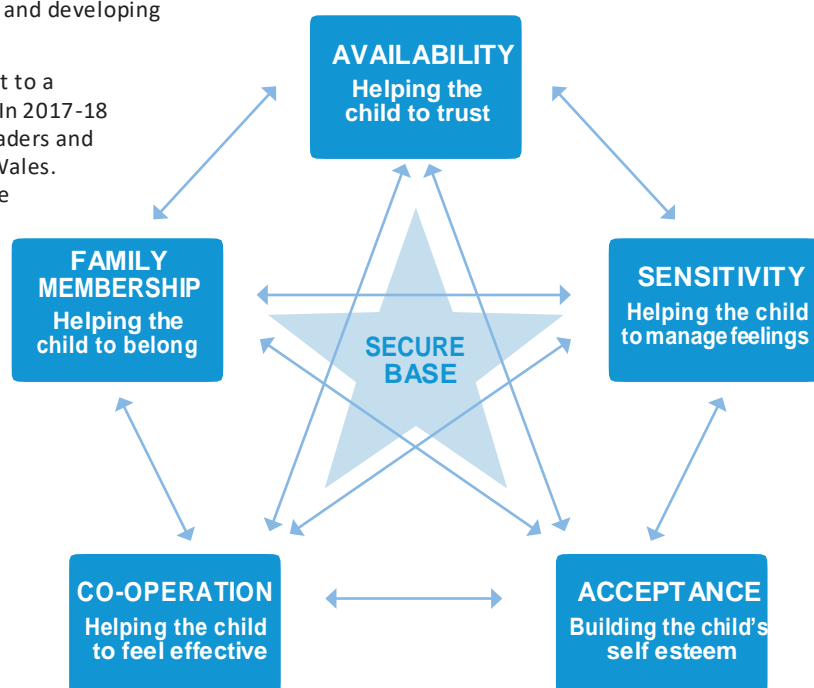 and developing
t to a
In 2017-18
aders and
Wales.
e
AVAILABILITY
Helping the
child to trust
FAMILY
MEMBERSHIP
Helping the
child to belong
SENSITIVITY
Helping the child
to manage feelings
SECURE
BASE
CO-OPERATION
Helping the child
to feel effective
ACCEPTANCE
Building the child's
self esteem